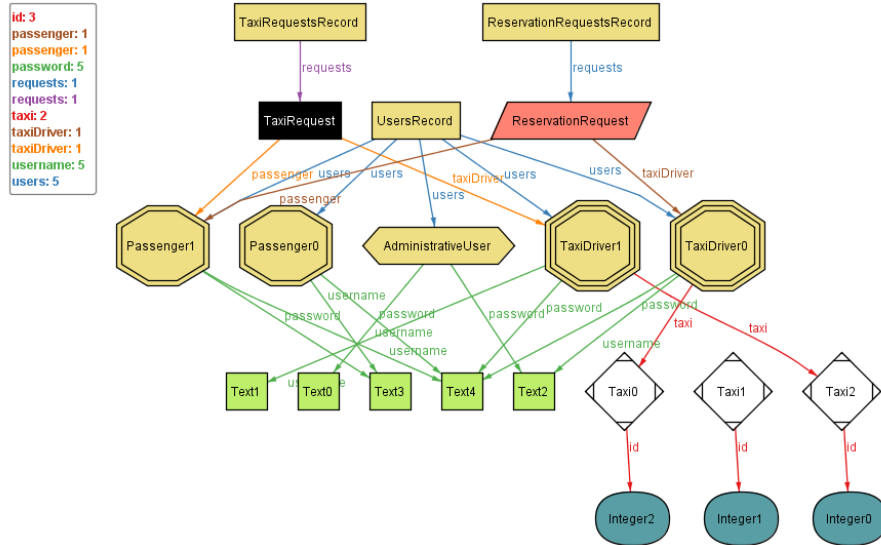 id: 3
passenger: 1
passenger: 1
password: 5
requests: 1
requests: 1
taxi: 2
taxiDriver: 1
taxiDriver: 1
username: 5
users: 5
TaxiRequestsRecord
ReservationRequestsRecord
requests
requests
TaxiRequest
UsersRecord
ReservationRequest
passenger
users
users
users
taxiDriver
users
users
taxiDriver
passenger
Passenger1
Passenger0
AdministrativeUser
TaxiDriver1
TaxiDriver0
username
password
password
username
username
password
password
password
username
taxi
taxi
username
Text1
Text0
Text3
Text4
Text2
Taxi0
Taxi1
Taxi2
id
id
id
Integer2
Integer1
Integer0